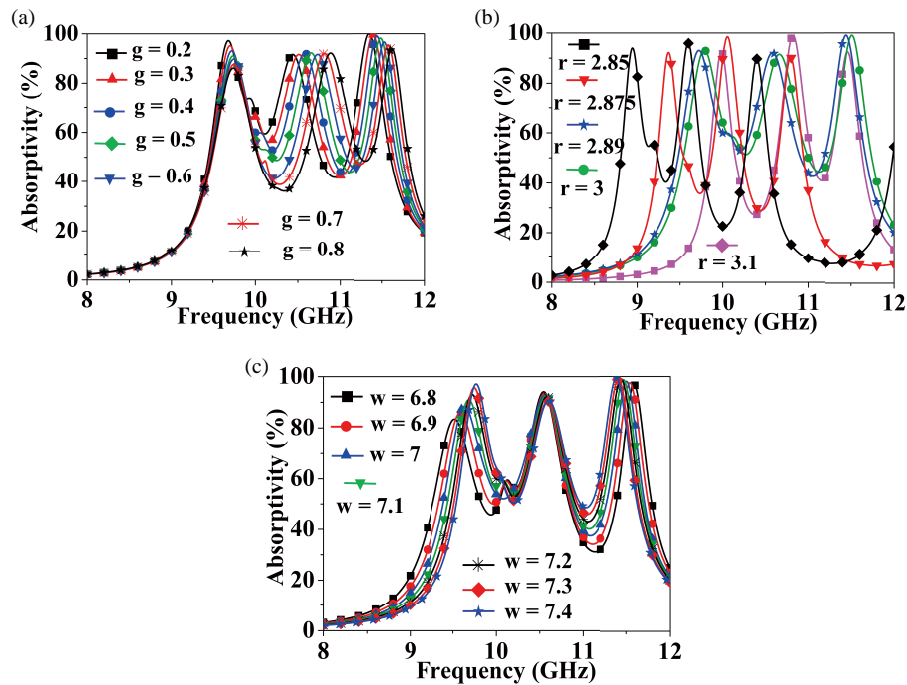 (a)
100
80
60
40
20
0
Absorptivity (%)
g = 0.2
g = 0.3
g = 0.4
g = 0.5
g − 0.6
g = 0.7
g = 0.8
8 9 10 11 12
Frequency (GHz)
(b)
100
80
60
40
20
0
Absorptivity (%)
r = 2.85
r = 2.875
r = 2.89
r = 3
r = 3.1
8 9 10 11 12
Frequency (GHz)
(c)
100
80
60
40
20
0
Absorptivity (%)
w = 6.8
w = 6.9
w = 7
w = 7.1
w = 7.2
w = 7.3
w = 7.4
8 9 10 11 12
Frequency (GHz)